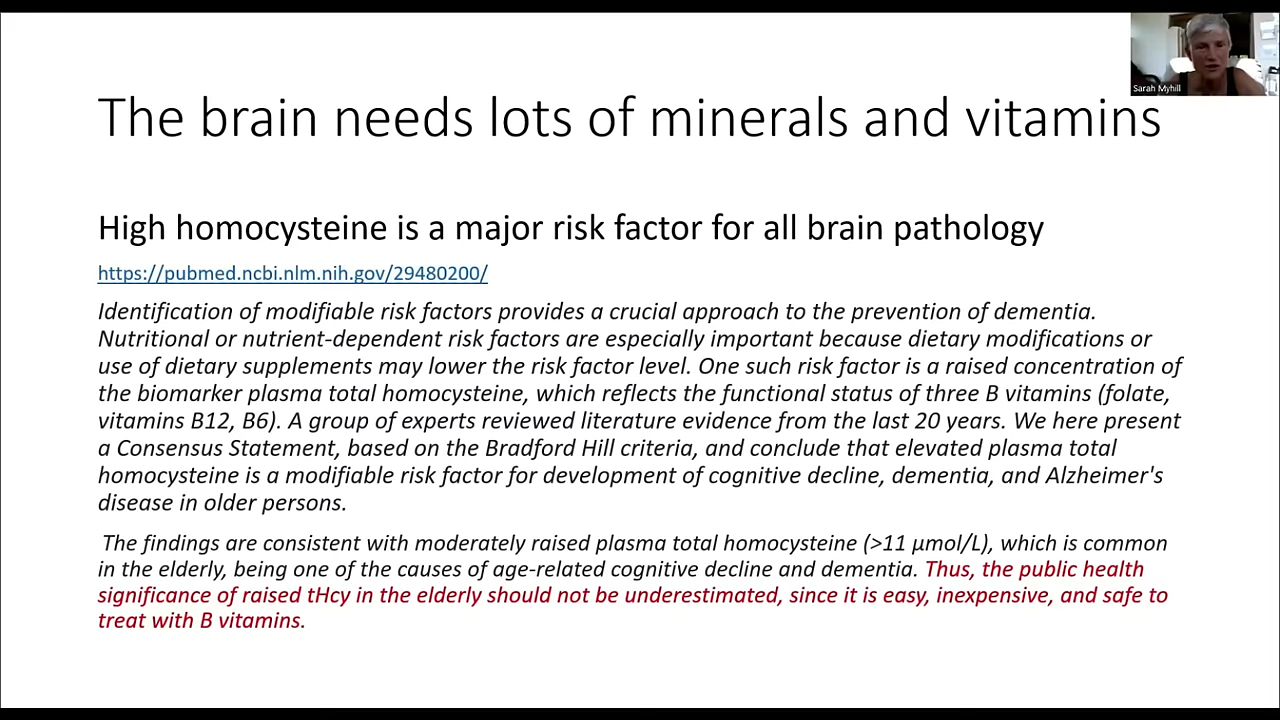 Sarah Myhill
The brain needs lots of minerals and vitamins
High homocysteine is a major risk factor for all brain pathology
https://pubmed.ncbi.nlm.nih.gov/29480200/
Identification of modifiable risk factors provides a crucial approach to the prevention of dementia.
Nutritional or nutrient-dependent risk factors are especially important because dietary modifications or
use of dietary supplements may lower the risk factor level. One such risk factor is a raised concentration of
the biomarker plasma total homocysteine, which reflects the functional status of three B vitamins (folate,
vitamins B12, B6). A group of experts reviewed literature evidence from the last 20 years. We here present
a Consensus Statement, based on the Bradford Hill criteria, and conclude that elevated plasma total
homocysteine is a modifiable risk factor for development of cognitive decline, dementia, and Alzheimer's
disease in older persons.
The findings are consistent with moderately raised plasma total homocysteine (>11 μmol/L), which is common
in the elderly, being one of the causes of age-related cognitive decline and dementia. Thus, the public health
significance of raised tHcy in the elderly should not be underestimated, since it is easy, inexpensive, and safe to
treat with B vitamins.